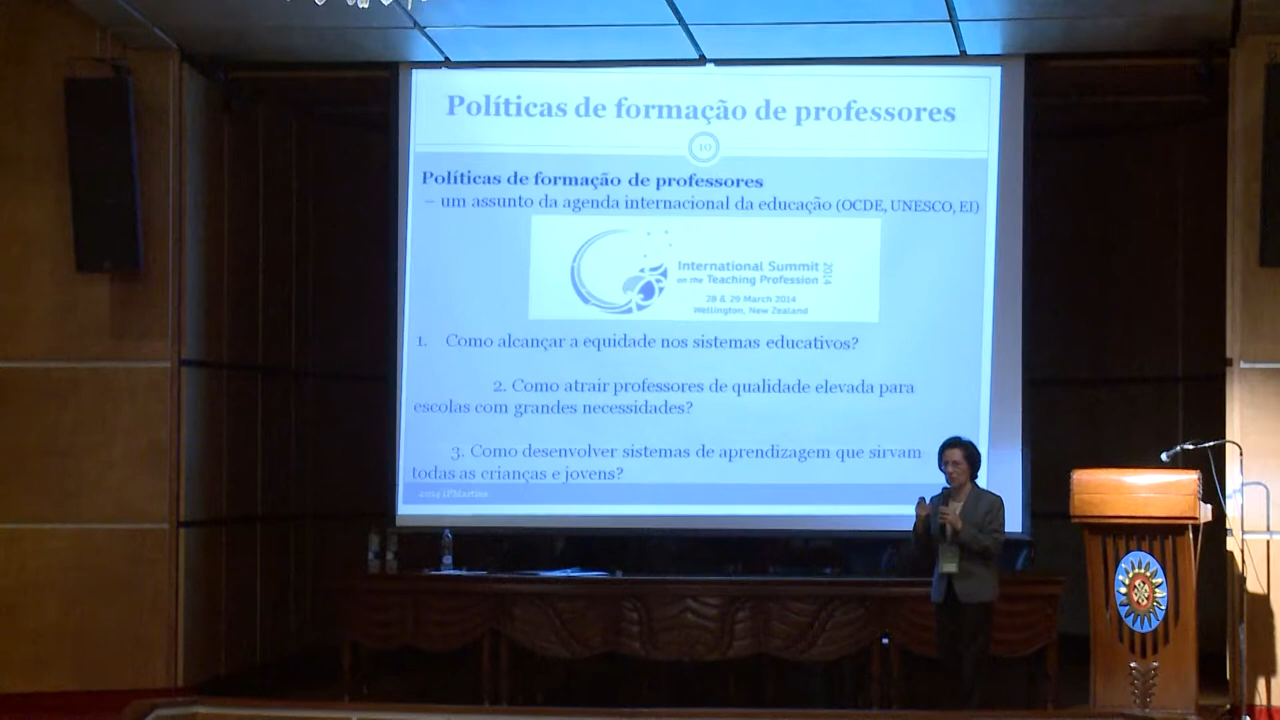 Políticas de formação de professores
10
Políticas de formação de professores
– um assunto da agenda internacional da educação (OCDE, UNESCO, EI)
International Summit
on the Teaching Profession
2014
28 & 29 March 2014
Wellington, New Zealand
1. Como alcançar a equidade nos sistemas educativos?
2. Como atrair professores de qualidade elevada para
escolas com grandes necessidades?
3. Como desenvolver sistemas de aprendizagem que sirvam
todas as crianças e jovens?
2014 IPMartins